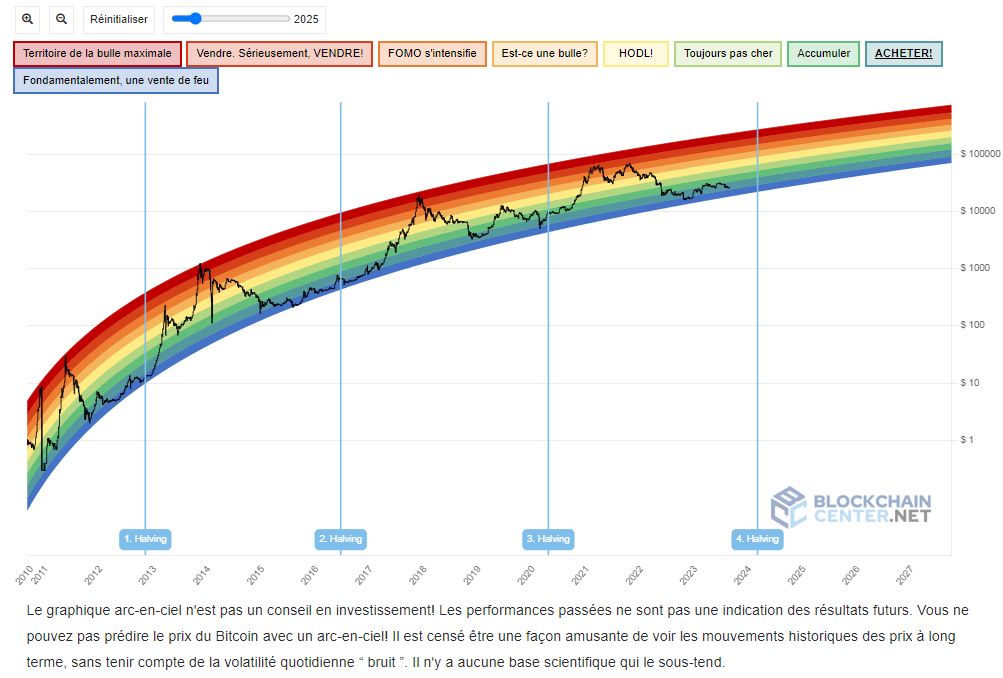 Réinitialiser 2025
Territoire de la bulle maximale Vendre. Sérieusement, VENDRE! FOMO s'intensifie Est-ce une bulle? HODL! Toujours pas cher Accumuler ACHETER!
Fondamentalement, une vente de feu
$ 100000
$ 10000
$ 1000
$ 100
$ 10
$ 1
BLOCKCHAIN
CENTER.NET
1. Halving 2. Halving 3. Halving 4. Halving
2010 2011 2012 2013 2014 2015 2016 2017 2018 2019 2020 2021 2022 2023 2024 2025 2026 2027
Le graphique arc-en-ciel n'est pas un conseil en investissement! Les performances passées ne sont pas une indication des résultats futurs. Vous ne
pouvez pas prédire le prix du Bitcoin avec un arc-en-ciel! Il est censé être une façon amusante de voir les mouvements historiques des prix à long
terme, sans tenir compte de la volatilité quotidienne “ bruit ”. Il n'y a aucune base scientifique qui le sous-tend.